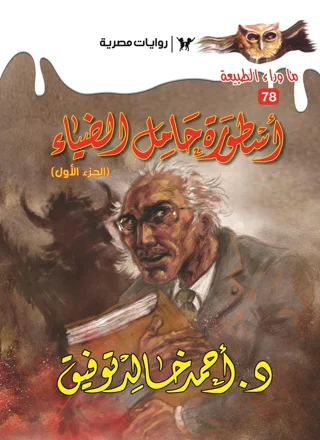 روايات مصرية
ما وراء الطبيعة
78
أسطورة حامل الضياء
(الجزء الأول)
د. أحمد خالد توفيق